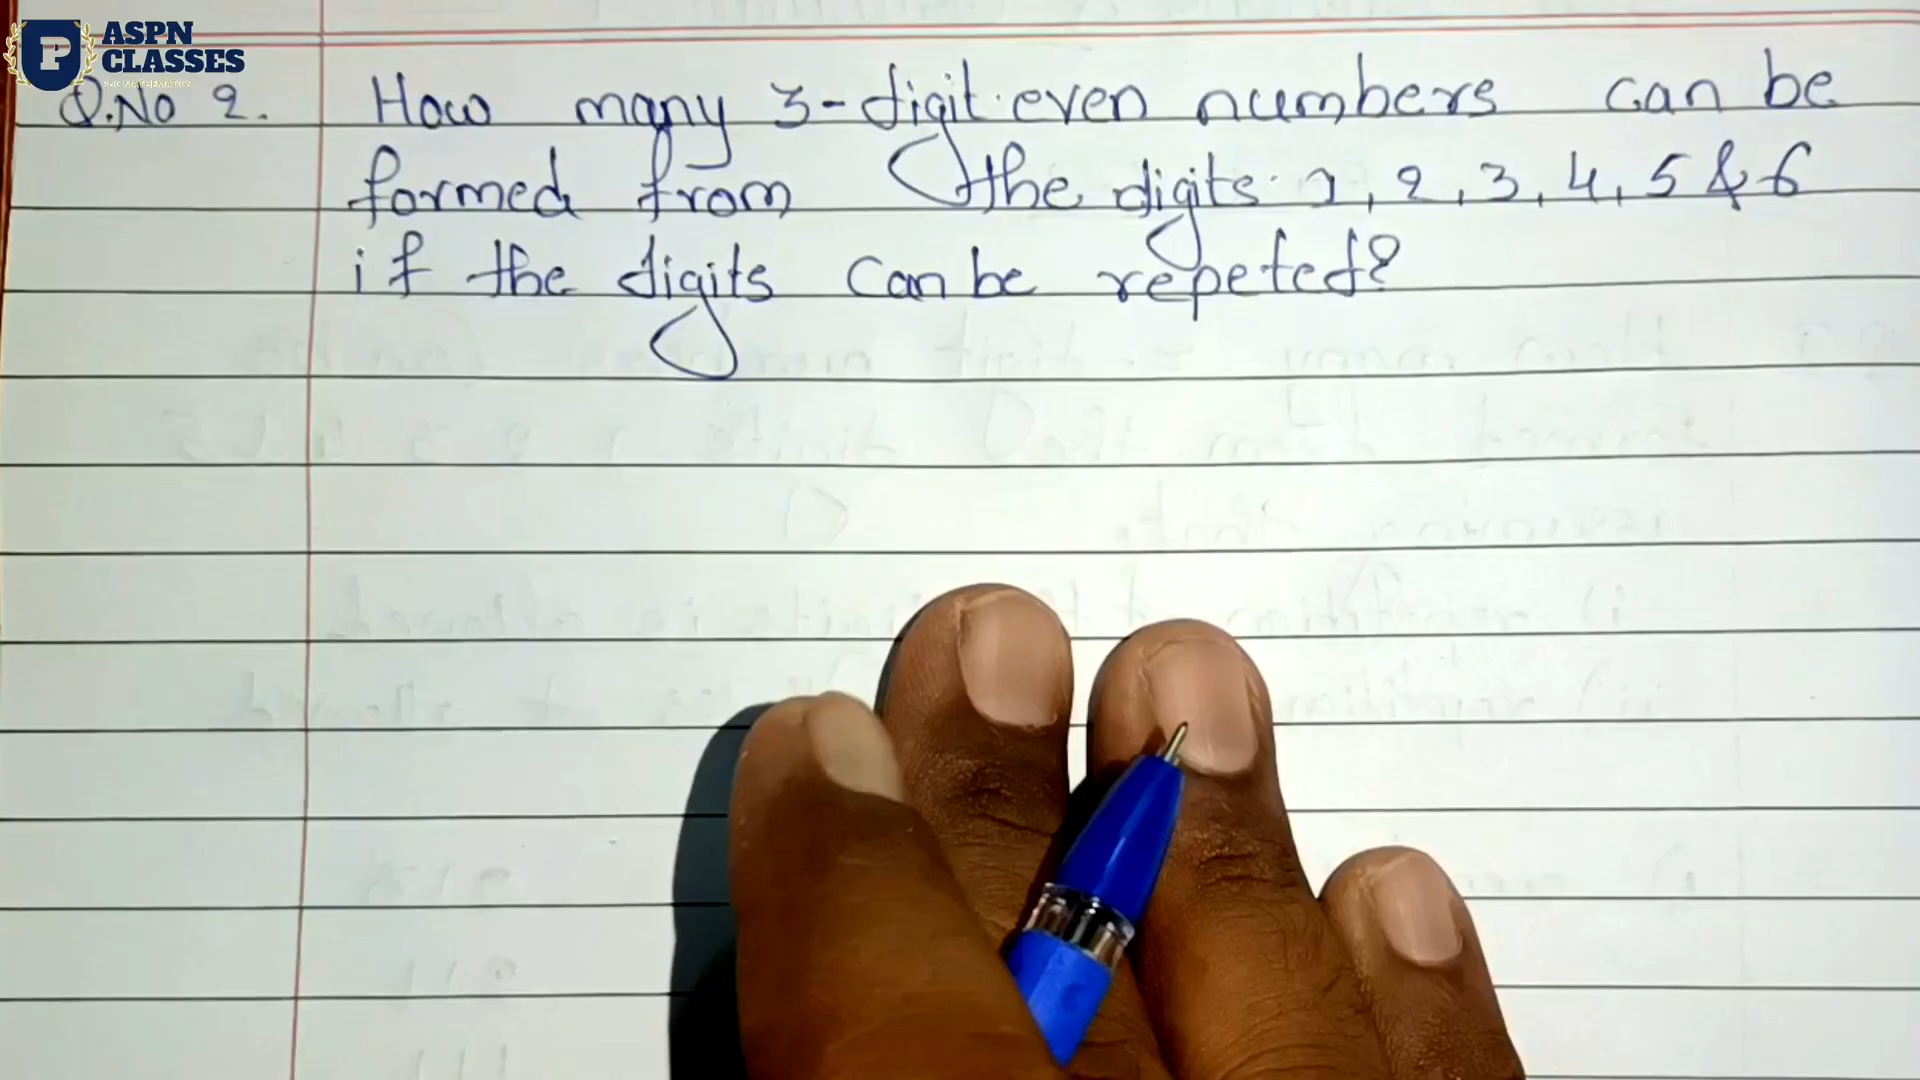 ASPN
CLASSES
Q.No 2. How many 3-digit even numbers can be
formed from the digits 1, 2, 3, 4, 5 & 6
if the digits can be repeted?